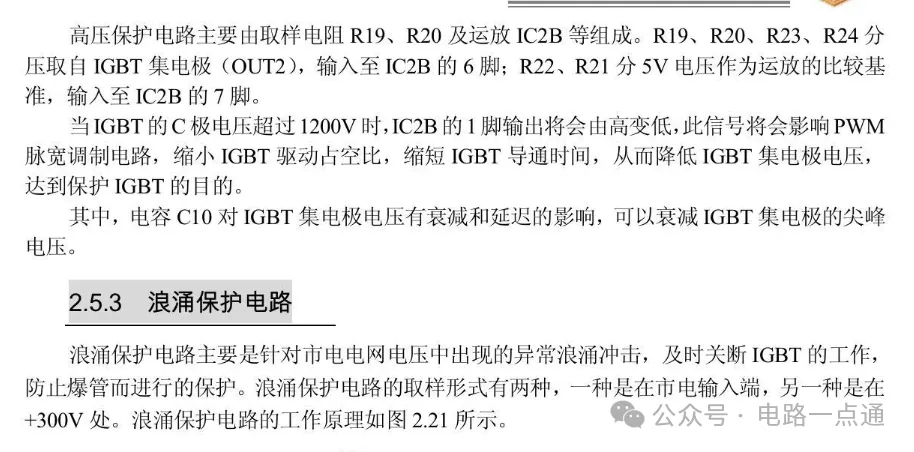 高压保护电路主要由取样电阻 R19、R20 及运放 IC2B 等组成。R19、R20、R23、R24 分
压取自 IGBT 集电极（OUT2），输入至 IC2B 的 6 脚；R22、R21 分 5V 电压作为运放的比较基
准，输入至 IC2B 的 7 脚。
当 IGBT 的 C 极电压超过 1200V 时，IC2B 的 1 脚输出将会由高变低，此信号将会影响 PWM
脉宽调制电路，缩小 IGBT 驱动占空比，缩短 IGBT 导通时间，从而降低 IGBT 集电极电压，
达到保护 IGBT 的目的。
其中，电容 C10 对 IGBT 集电极电压有衰减和延迟的影响，可以衰减 IGBT 集电极的尖峰
电压。
2.5.3 浪涌保护电路
浪涌保护电路主要是针对市电电网电压中出现的异常浪涌冲击，及时关断 IGBT 的工作，
防止爆管而进行的保护。浪涌保护电路的取样形式有两种，一种是在市电输入端，另一种是在
+300V 处。浪涌保护电路的工作原理如图 2.21 所示。
公众号 · 电路一点通